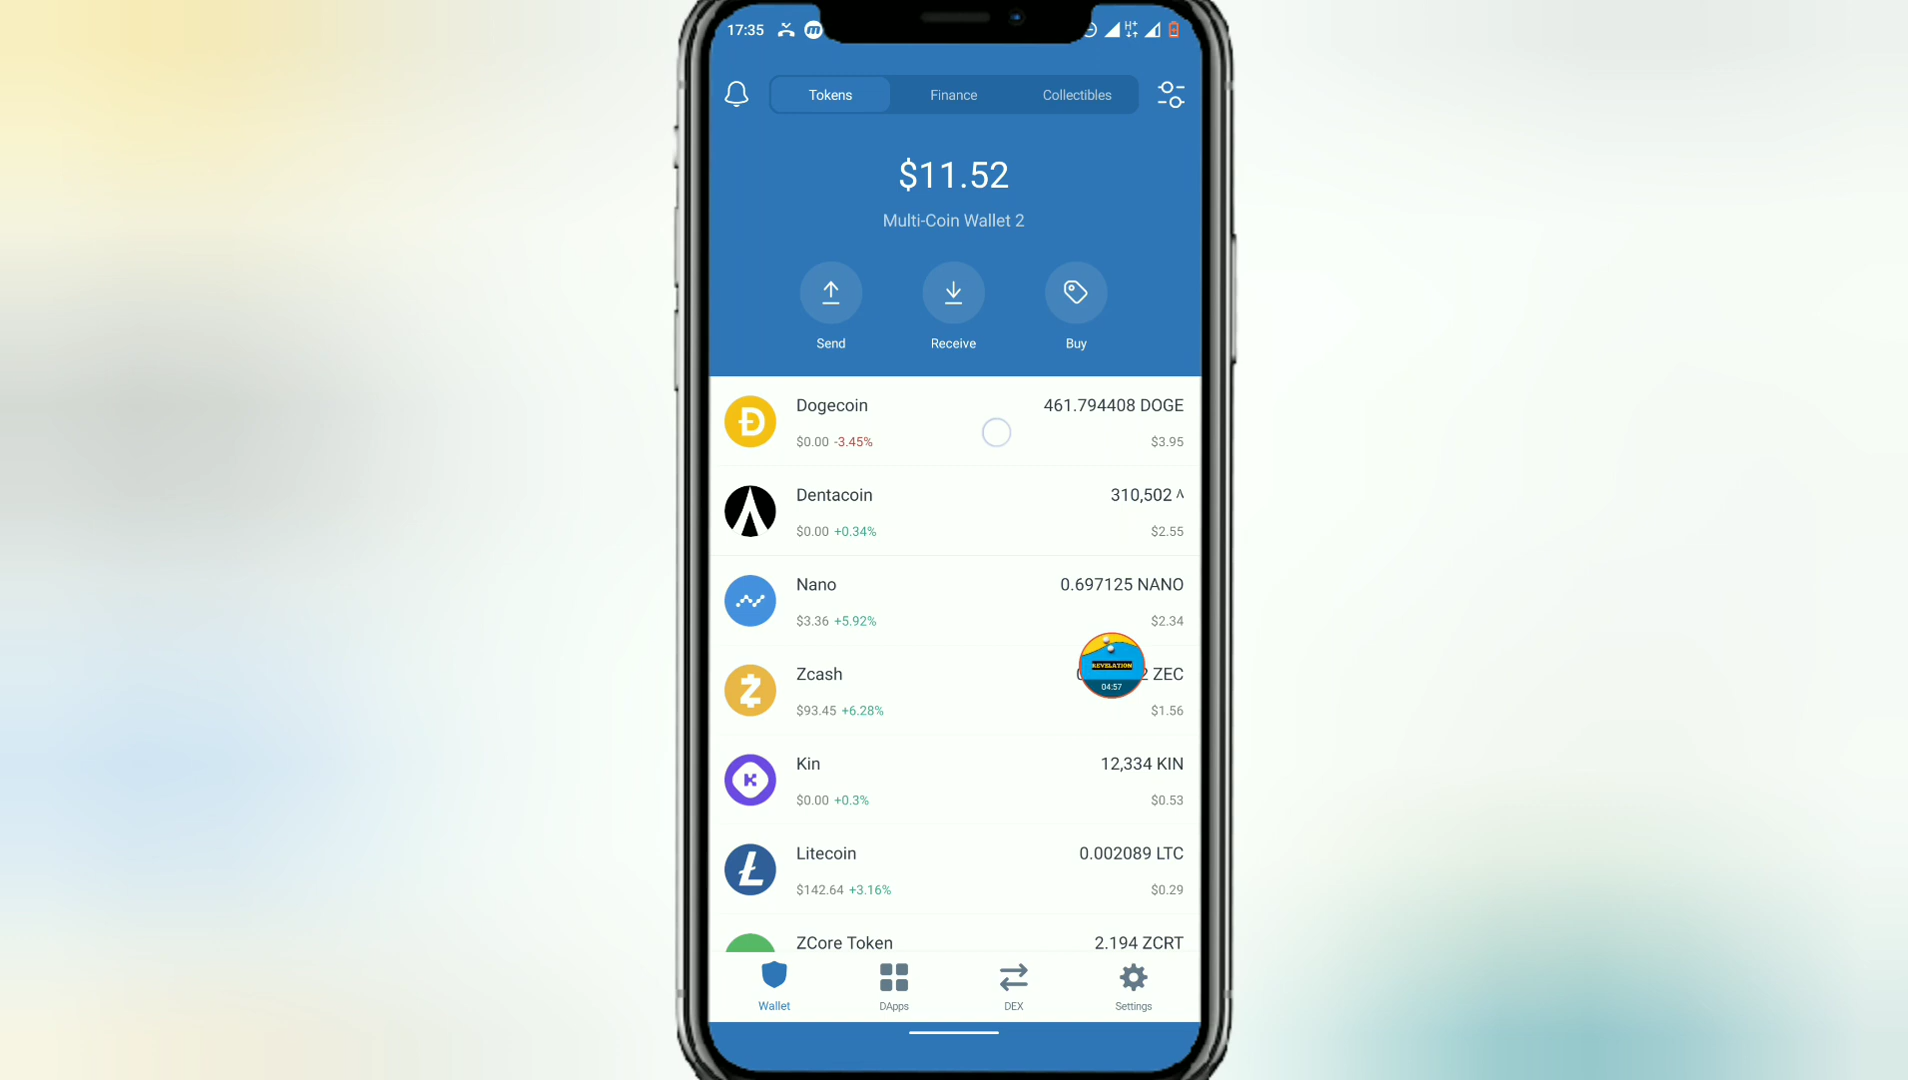 17:35
Tokens Finance Collectibles
$11.52
Multi-Coin Wallet 2
Send Receive Buy
Dogecoin 461.794408 DOGE
$0.00 -3.45% $3.95
Dentacoin 310,502 ٨
$0.00 +0.34% $2.55
Nano 0.697125 NANO
$3.36 +5.92% $2.34
REVELATION
Zcash ZEC
04:57
$93.45 +6.28% $1.56
Kin 12,334 KIN
$0.00 +0.3% $0.53
Litecoin 0.002089 LTC
$142.64 +3.16% $0.29
ZCore Token 2.194 ZCRT
Wallet DApps DEX Settings